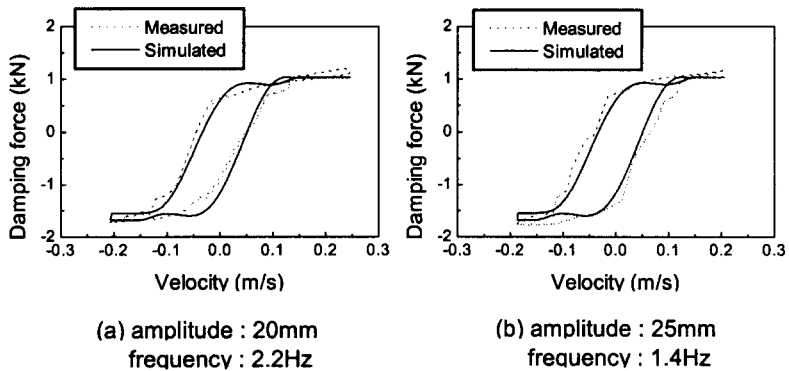 Measured
Simulated
Damping force (kN)
2
1
0
-1
-2
-0.3 -0.2 -0.1 0.0 0.1 0.2 0.3
Velocity (m/s)
(a) amplitude : 20mm
frequency : 2.2Hz
Measured
Simulated
Damping force (kN)
2
1
0
-1
-2
-0.3 -0.2 -0.1 0.0 0.1 0.2 0.3
Velocity (m/s)
(b) amplitude : 25mm
frequency : 1.4Hz